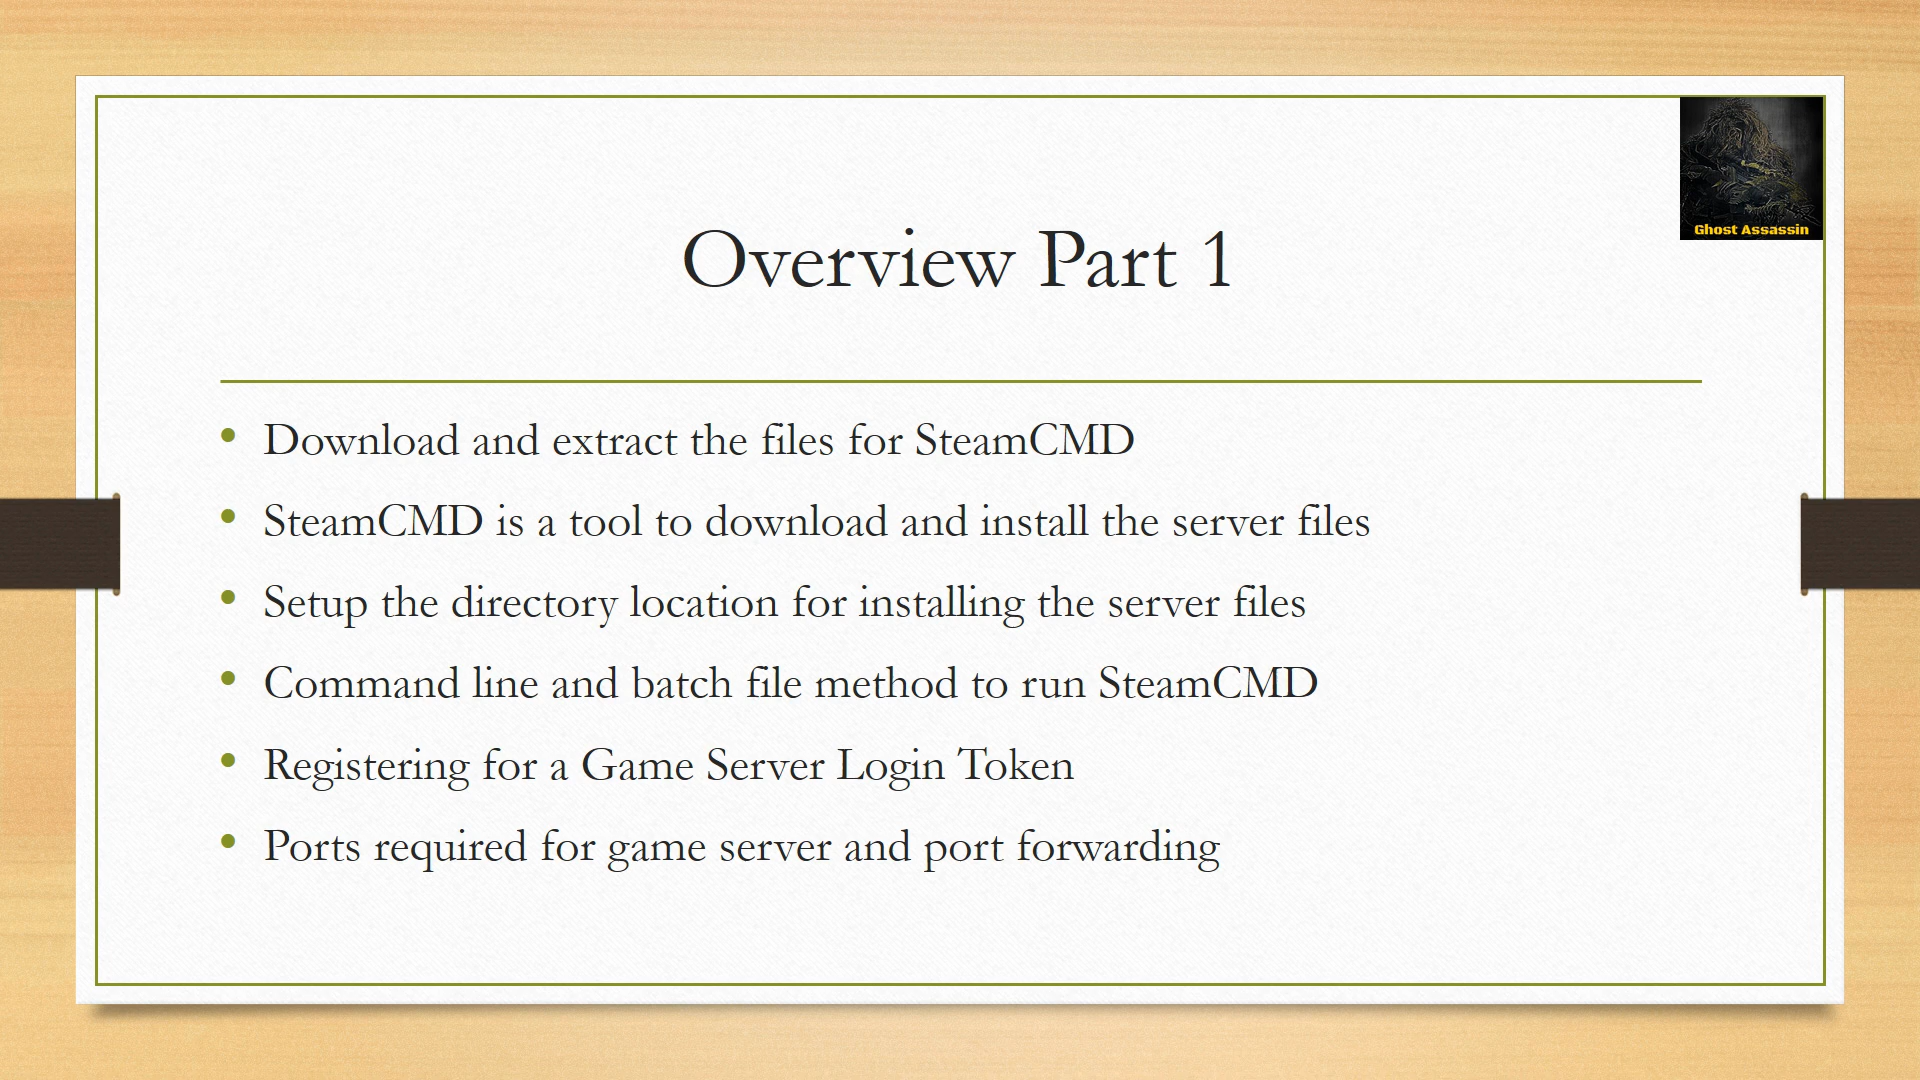 Ghost Assassin
Overview Part 1
Download and extract the files for SteamCMD
SteamCMD is a tool to download and install the server files
Setup the directory location for installing the server files
Command line and batch file method to run SteamCMD
Registering for a Game Server Login Token
Ports required for game server and port forwarding